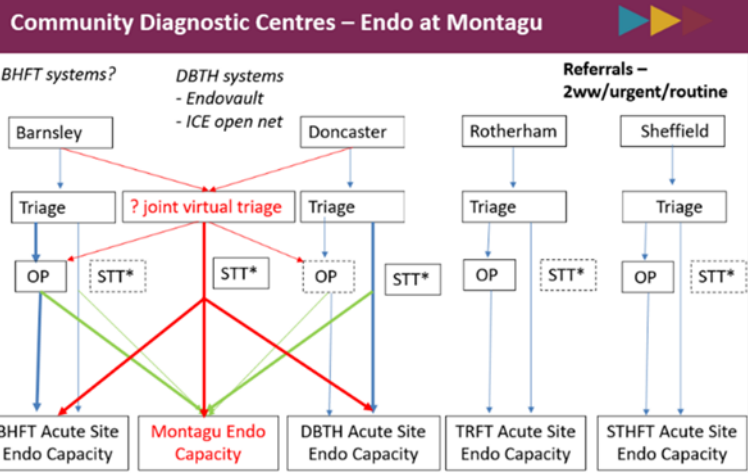 Community Diagnostic Centres – Endo at Montagu
BHFT systems?
DBTH systems
- Endovault
- ICE open net
Referrals –
2ww/urgent/routine
Barnsley
Doncaster
Rotherham
Sheffield
Triage
? joint virtual triage
Triage
Triage
Triage
OP
STT*
STT*
OP
STT*
OP
STT*
OP
STT*
BHFT Acute Site
Endo Capacity
Montagu Endo
Capacity
DBTH Acute Site
Endo Capacity
TRFT Acute Site
Endo Capacity
STHFT Acute Site
Endo Capacity